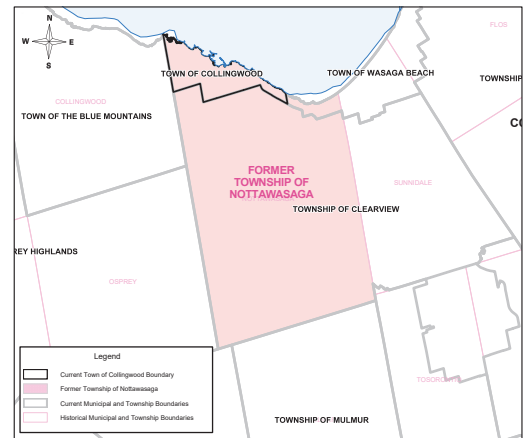 N
W E
S
FLOS
TOWN OF COLLINGWOOD
TOWN OF WASAGA BEACH
TOWNSHIP
COLLINGWOOD
TOWN OF THE BLUE MOUNTAINS
CO
FORMER
TOWNSHIP OF
NOTTAWASAGA
SUNNIDALE
TOWNSHIP OF CLEARVIEW
REY HIGHLANDS
OSPREY
Legend
Current Town of Collingwood Boundary
Former Township of Nottawasaga
Current Municipal and Township Boundaries
Historical Municipal and Township Boundaries
TOSORONTIO
TOWNSHIP OF MULMUR